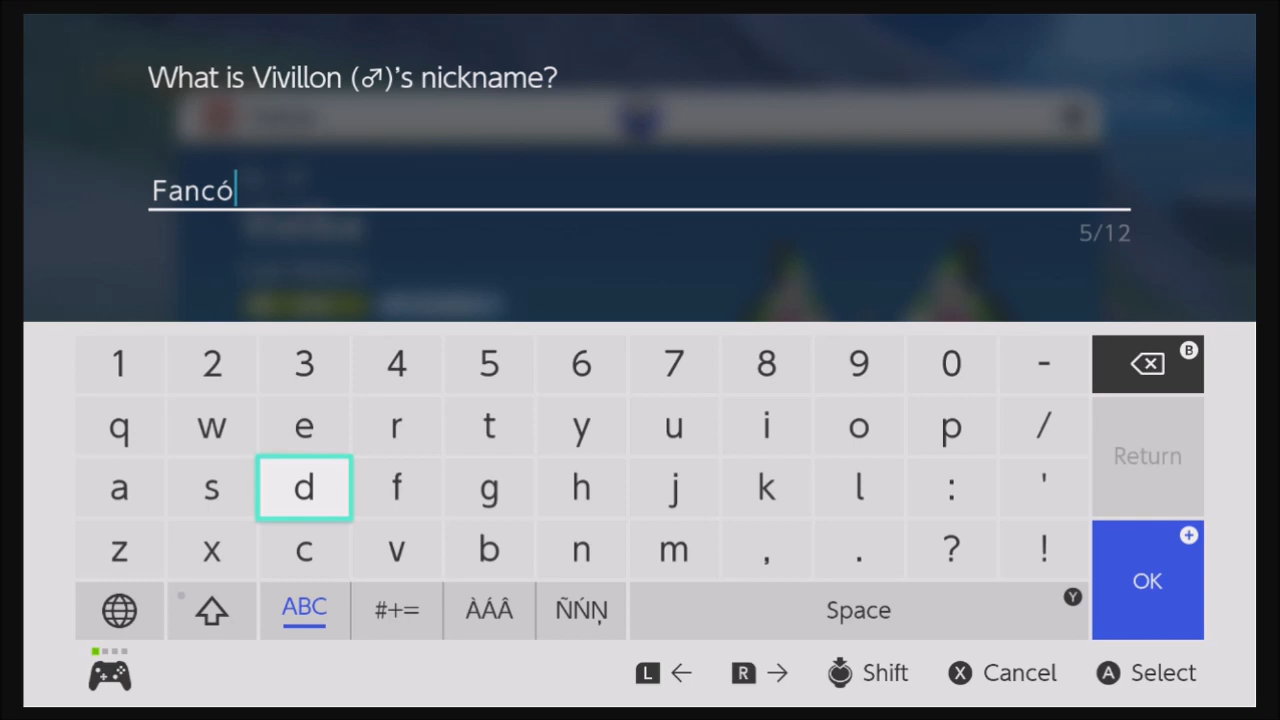 What is Vivillon (♂)'s nickname?
Fancó
5/12
1 2 3 4 5 6 7 8 9 0 - B
q w e r t y u i o p /
Return
a s d f g h j k l : '
z x c v b n m , . ? ! +
OK
ABC #+= ÀÁÂ ÑŃŅ Space Y
L ← R → Shift X Cancel A Select